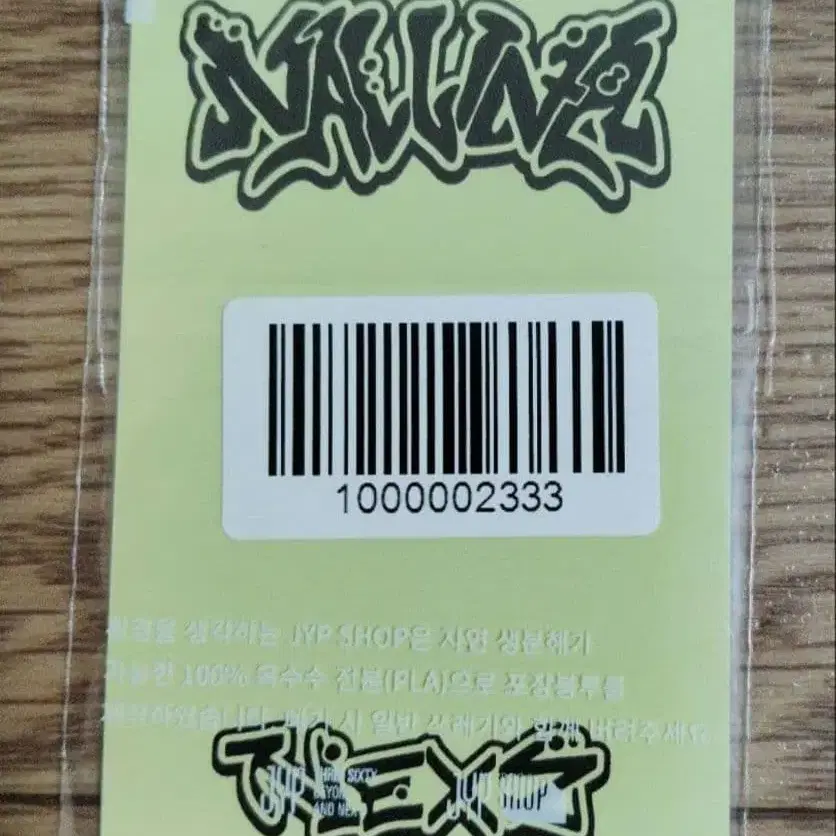 NALLINA
1000002333
환경을 생각하는 JYP SHOP은 자연 생분해가
가능한 100% 옥수수 전분(PLA)으로 포장봉투를
제작하였습니다. 폐기 시 일반 쓰레기와 함께 버려주세요.
JYP THREE SIXTY BEYOND AND NEX
JYP SHOP